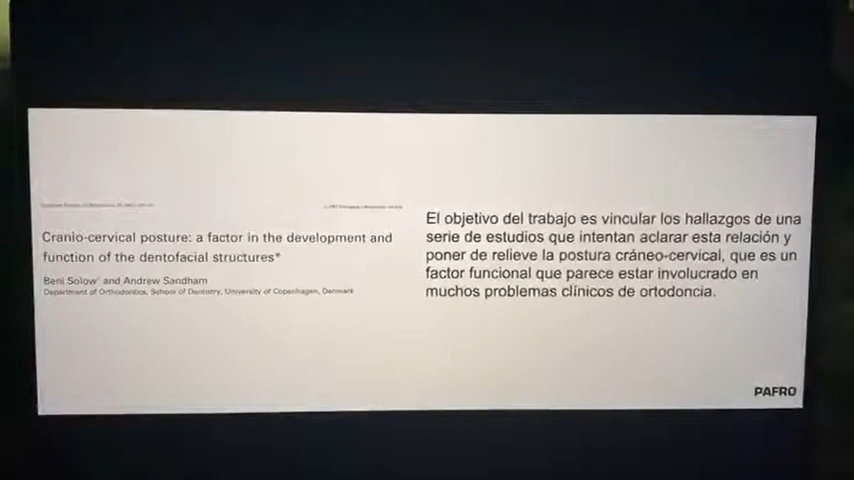 Cranio-cervical posture: a factor in the development and
function of the dentofacial structures*
Beni Solow and Andrew Sandham
Department of Orthodontics, School of Dentistry, University of Copenhagen, Denmark
El objetivo del trabajo es vincular los hallazgos de una
serie de estudios que intentan aclarar esta relación y
poner de relieve la postura cráneo-cervical, que es un
factor funcional que parece estar involucrado en
muchos problemas clínicos de ortodoncia.
PAFRO